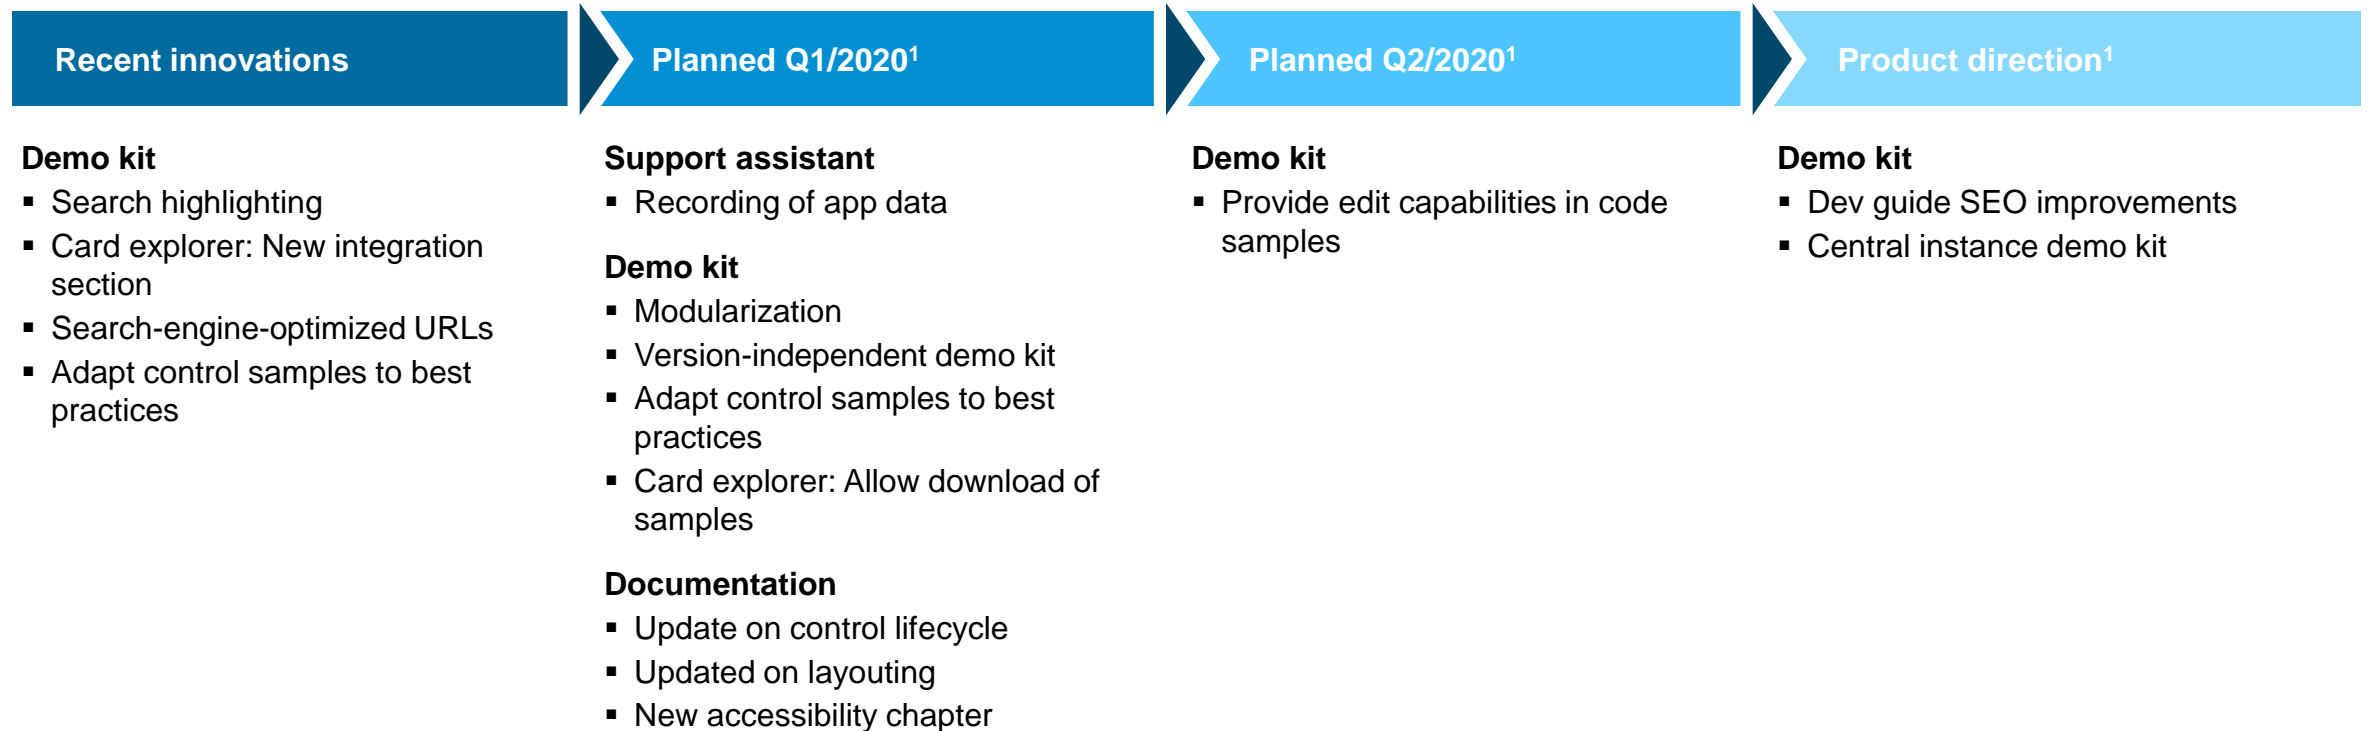 Recent innovations
Planned Q1/2020¹
Planned Q2/2020¹
Product direction¹
Demo kit
▪ Search highlighting
▪ Card explorer: New integration
section
▪ Search-engine-optimized URLs
▪ Adapt control samples to best
practices
Support assistant
▪ Recording of app data
Demo kit
▪ Modularization
▪ Version-independent demo kit
▪ Adapt control samples to best
practices
▪ Card explorer: Allow download of
samples
Documentation
▪ Update on control lifecycle
▪ Updated on layouting
▪ New accessibility chapter
Demo kit
▪ Provide edit capabilities in code
samples
Demo kit
▪ Dev guide SEO improvements
▪ Central instance demo kit